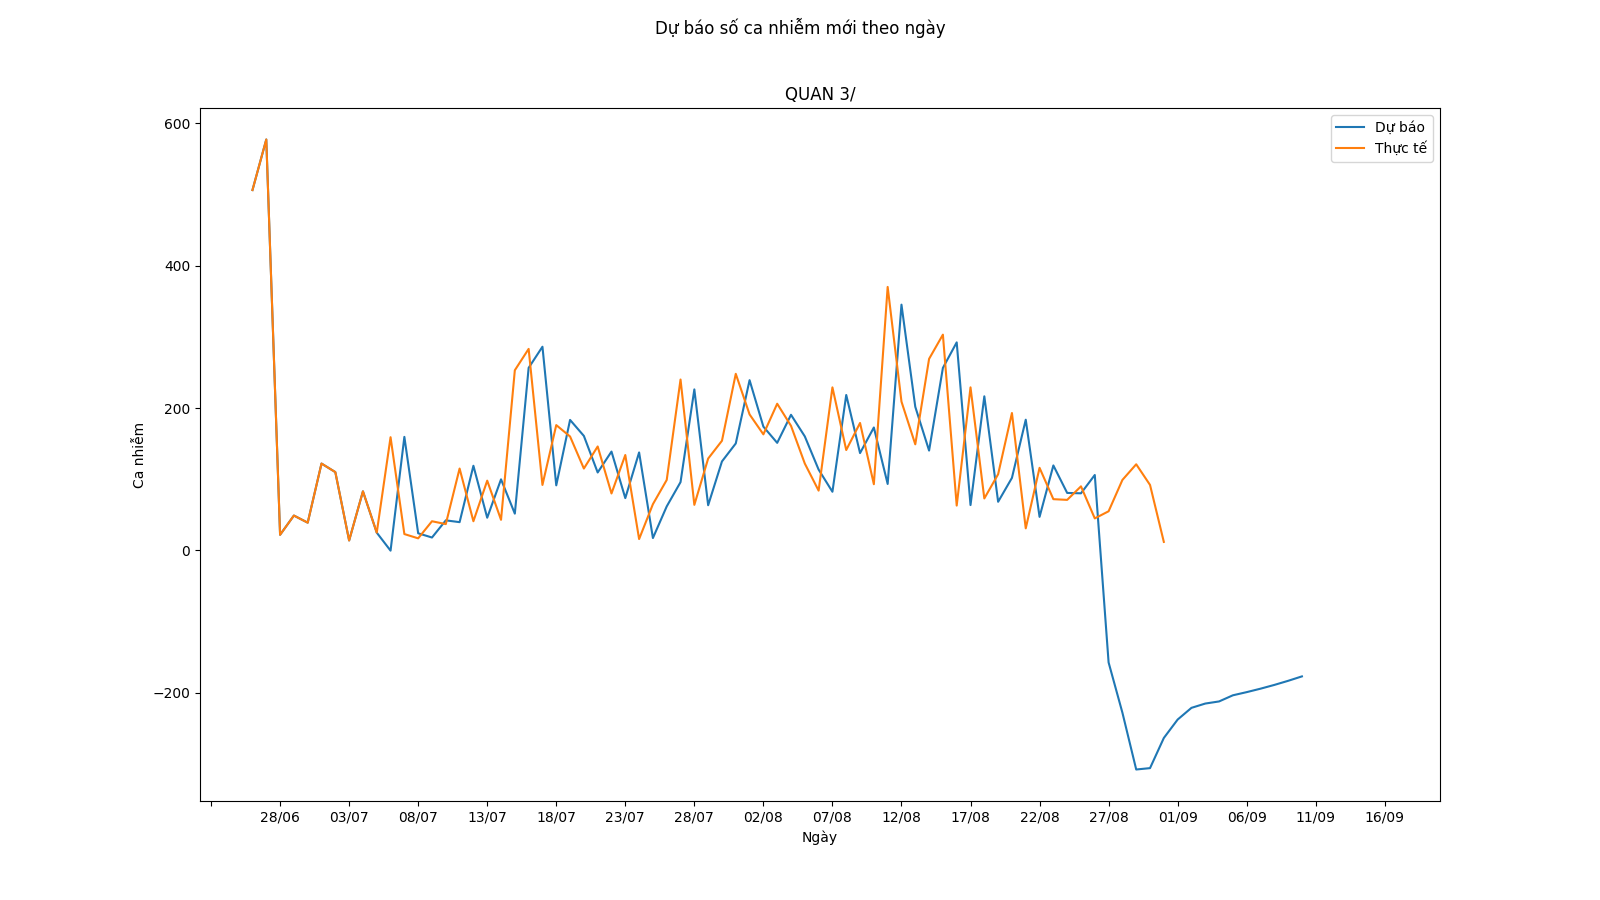 Dự báo số ca nhiễm mới theo ngày
QUAN 3/
Dự báo
Thực tế
600
400
200
0
−200
Ca nhiễm
28/06 03/07 08/07 13/07 18/07 23/07 28/07 02/08 07/08 12/08 17/08 22/08 27/08 01/09 06/09 11/09 16/09
Ngày